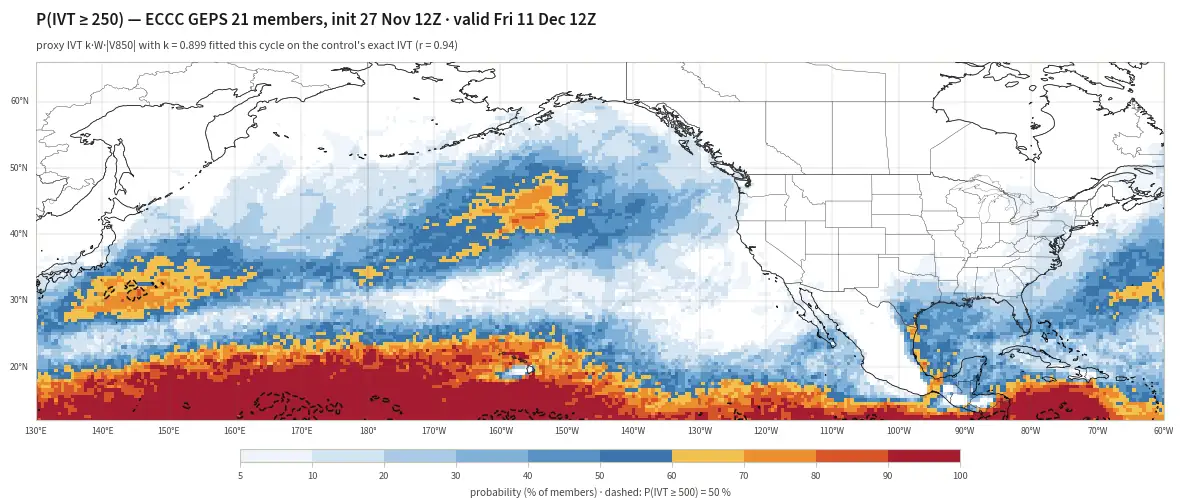 P(IVT ≥ 250) — ECCC GEPS 21 members, init 27 Nov 12Z · valid Fri 11 Dec 12Z
proxy IVT k·W·|V850| with k = 0.899 fitted this cycle on the control's exact IVT (r = 0.94)
60°N
50°N
40°N
30°N
20°N
130°E 140°E 150°E 160°E 170°E 180° 170°W 160°W 150°W 140°W 130°W 120°W 110°W 100°W 90°W 80°W 70°W 60°W
5 10 20 30 40 50 60 70 80 90 100
probability (% of members) · dashed: P(IVT ≥ 500) = 50 %